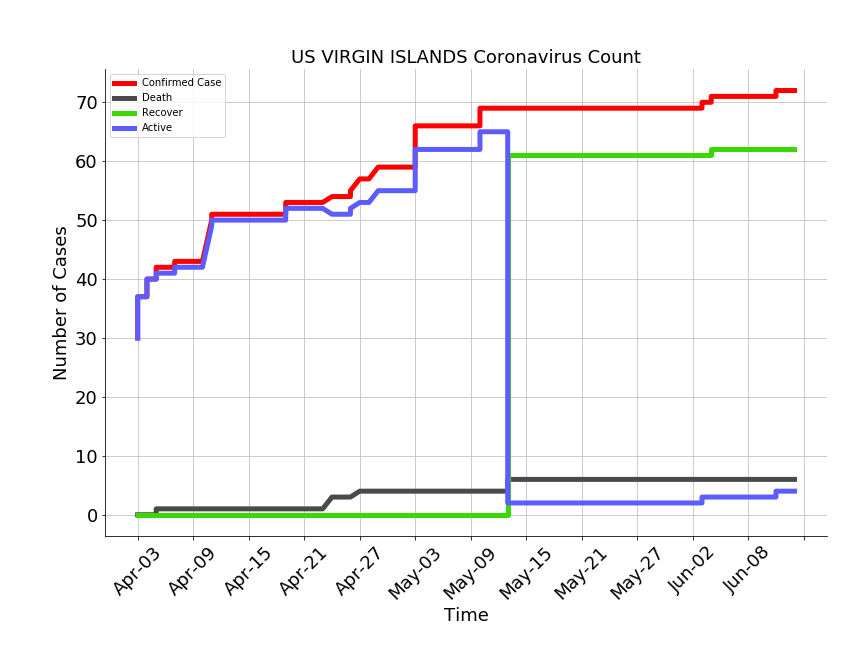 US VIRGIN ISLANDS Coronavirus Count
Confirmed Case
Death
Recover
Active
Number of Cases
70
60
50
40
30
20
10
0
Apr-03
Apr-09
Apr-15
Apr-21
Apr-27
May-03
May-09
May-15
May-21
May-27
Jun-02
Jun-08
Time